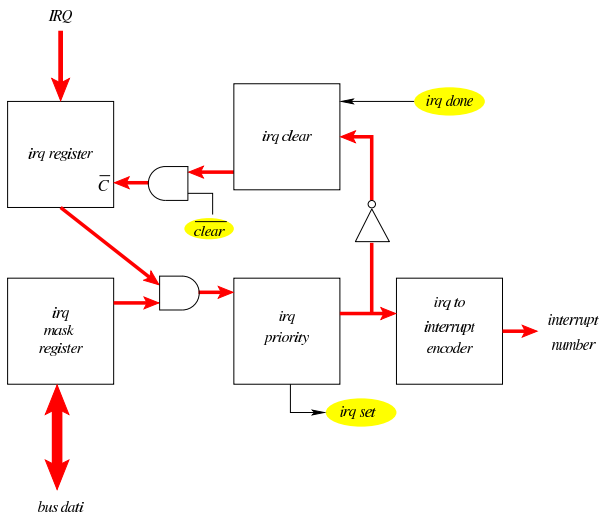 IRQ
irq done
irq clear
irq register
C
clear
irq
mask
register
irq
priority
irq to
interrupt
encoder
interrupt
number
irq set
bus dati